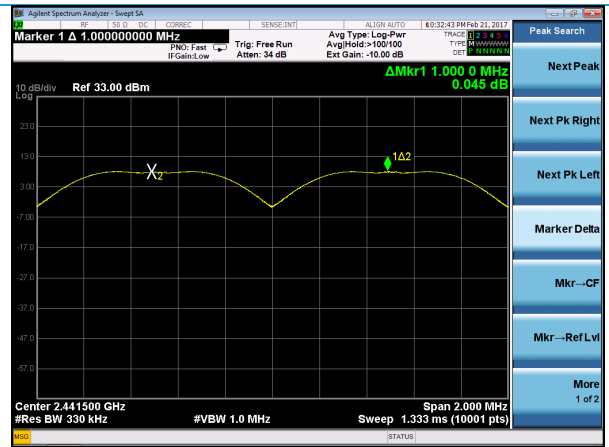 Agilent Spectrum Analyzer - Swept SA
RF 50 Ω DC CORREC SENSE:INT ALIGN AUTO 10:32:43 PM Feb 21, 2017
Marker 1 Δ 1.000000000 MHz
PNO: Fast
IFGain:Low
Trig: Free Run
Atten: 34 dB
Avg Type: Log-Pwr
Avg|Hold:>100/100
Ext Gain: -10.00 dB
TRACE 1 2 3 4 5 6
TYPE M WWWWW
DET P N N N N N
ΔMkr1 1.000 0 MHz
0.045 dB
10 dB/div Ref 33.00 dBm
Log
23.0
13.0
3.00
-7.00
-17.0
-27.0
-37.0
-47.0
-57.0
X2
1Δ2
Center 2.441500 GHz Span 2.000 MHz
#Res BW 330 kHz #VBW 1.0 MHz Sweep 1.333 ms (10001 pts)
MSG STATUS
Peak Search
Next Peak
Next Pk Right
Next Pk Left
Marker Delta
Mkr→CF
Mkr→Ref Lvl
More
1 of 2